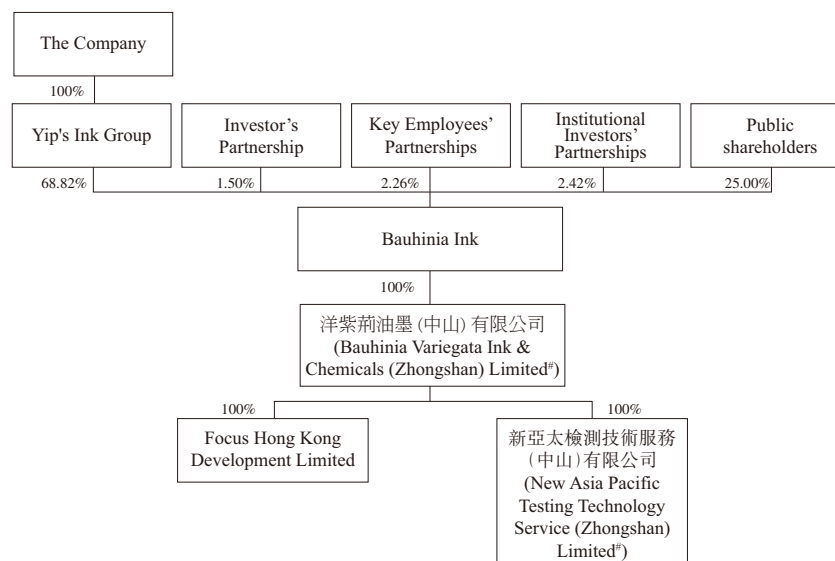 The Company
100%
Yip's Ink Group
Investor's
Partnership
Key Employees'
Partnerships
Institutional
Investors'
Partnerships
Public
shareholders
68.82%
1.50%
2.26%
2.42%
25.00%
Bauhinia Ink
100%
洋紫荊油墨(中山)有限公司
(Bauhinia Variegata Ink &
Chemicals (Zhongshan) Limited#)
100%
100%
Focus Hong Kong
Development Limited
新亞太檢測技術服務
(中山)有限公司
(New Asia Pacific
Testing Technology
Service (Zhongshan)
Limited#)